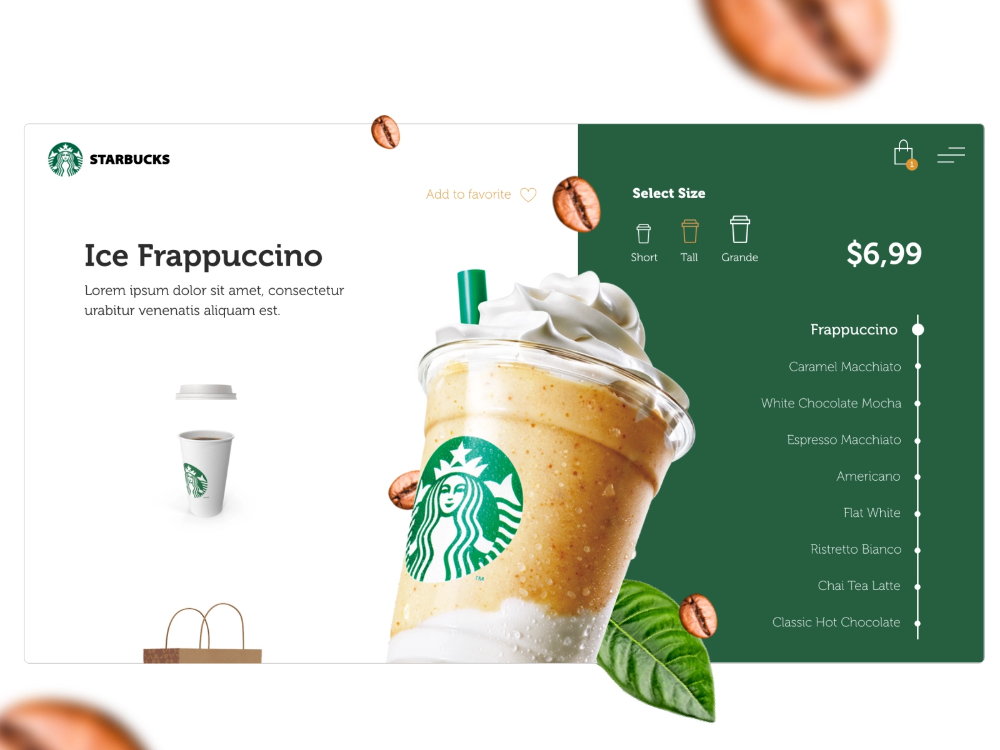 STARBUCKS
Add to favorite
Ice Frappuccino
Lorem ipsum dolor sit amet, consectetur
urabitur venenatis aliquam est.
TM
1
Select Size
Short
Tall
Grande
$6,99
Frappuccino
Caramel Macchiato
White Chocolate Mocha
Espresso Macchiato
Americano
Flat White
Ristretto Bianco
Chai Tea Latte
Classic Hot Chocolate